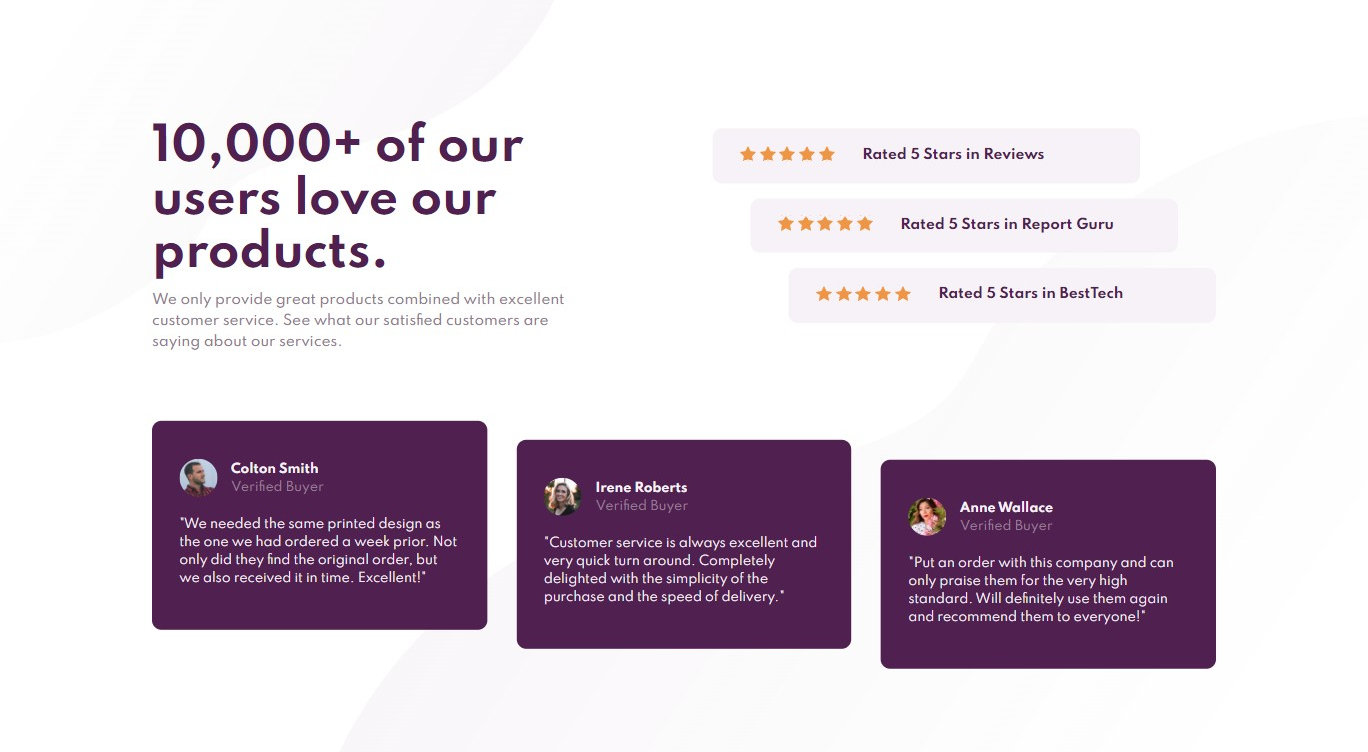 10,000+ of our
users love our
products.
We only provide great products combined with excellent
customer service. See what our satisfied customers are
saying about our services.
Rated 5 Stars in Reviews
Rated 5 Stars in Report Guru
Rated 5 Stars in BestTech
Colton Smith
Verified Buyer
"We needed the same printed design as
the one we had ordered a week prior. Not
only did they find the original order, but
we also received it in time. Excellent!"
Irene Roberts
Verified Buyer
"Customer service is always excellent and
very quick turn around. Completely
delighted with the simplicity of the
purchase and the speed of delivery."
Anne Wallace
Verified Buyer
"Put an order with this company and can
only praise them for the very high
standard. Will definitely use them again
and recommend them to everyone!"